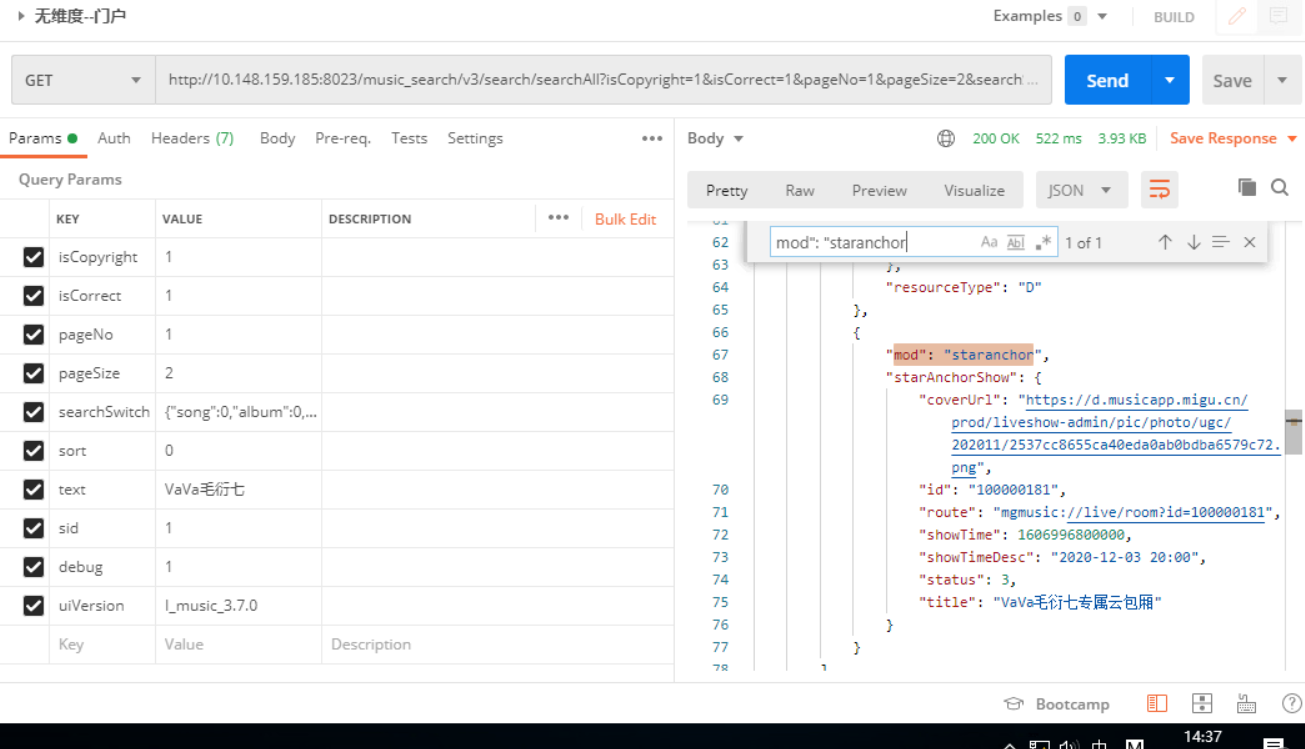 无维度--门户
Examples 0
BUILD
GET
http://10.148.159.185:8023/music_search/v3/search/searchAll?isCopyright=1&isCorrect=1&pageNo=1&pageSize=2&search...
Send
Save
Params
Auth
Headers (7)
Body
Pre-req.
Tests
Settings
•••
Query Params
KEY
VALUE
DESCRIPTION
•••
Bulk Edit
isCopyright 1
isCorrect 1
pageNo 1
pageSize 2
searchSwitch {"song":0,"album":0,...
sort 0
text VaVa毛衍七
sid 1
debug 1
uiVersion I_music_3.7.0
Key Value Description
Body
200 OK 522 ms 3.93 KB
Save Response
Pretty
Raw
Preview
Visualize
JSON
mod": "staranchor
Aa Abl .*
1 of 1
61
62
63 },
64 "resourceType": "D"
65 },
66 {
67 "mod": "staranchor",
68 "starAnchorShow": {
69 "coverUrl": "https://d.musicapp.migu.cn/
prod/liveshow-admin/pic/photo/ugc/
202011/2537cc8655ca40eda0ab0bdba6579c72.
png",
70 "id": "100000181",
71 "route": "mgmusic://live/room?id=100000181",
72 "showTime": 1606996800000,
73 "showTimeDesc": "2020-12-03 20:00",
74 "status": 3,
75 "title": "VaVa毛衍七专属云包厢"
76 }
77 }
78 ]
Bootcamp
中 M
14:37